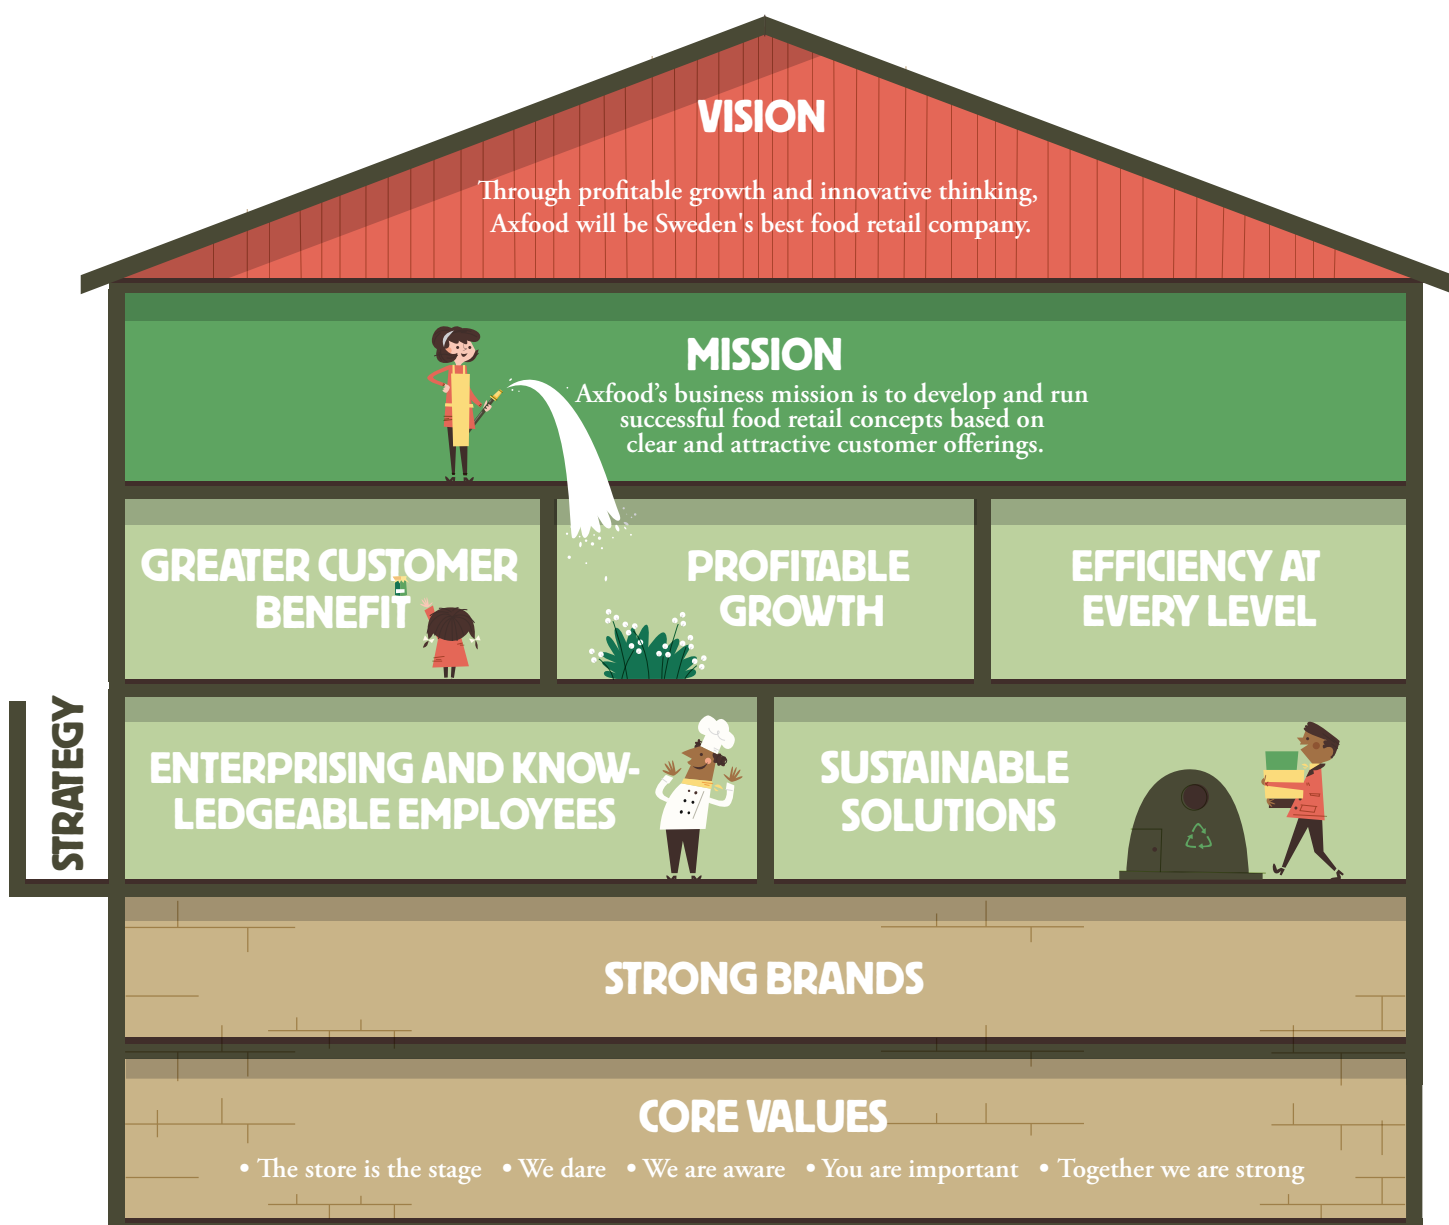 VISION
Through profitable growth and innovative thinking,
Axfood will be Sweden's best food retail company.
MISSION
Axfood’s business mission is to develop and run
successful food retail concepts based on
clear and attractive customer offerings.
GREATER CUSTOMER
BENEFIT
PROFITABLE
GROWTH
EFFICIENCY AT
EVERY LEVEL
STRATEGY
ENTERPRISING AND KNOW-
LEDGEABLE EMPLOYEES
SUSTAINABLE
SOLUTIONS
STRONG BRANDS
CORE VALUES
• The store is the stage • We dare • We are aware • You are important • Together we are strong